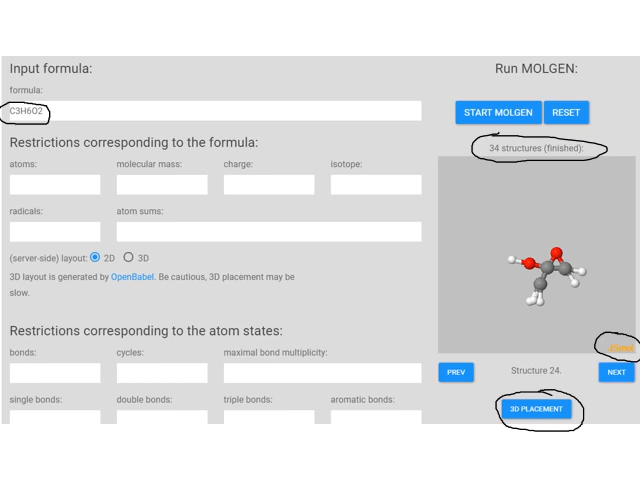 Input formula:
Run MOLGEN:
formula:
C3H6O2
START MOLGEN
RESET
Restrictions corresponding to the formula:
34 structures (finished):
atoms:
molecular mass:
charge:
isotope:
radicals:
atom sums:
(server-side) layout:
2D
3D
3D layout is generated by OpenBabel. Be cautious, 3D placement may be
slow.
Restrictions corresponding to the atom states:
bonds:
cycles:
maximal bond multiplicity:
PREV
Structure 24.
NEXT
single bonds:
double bonds:
triple bonds:
aromatic bonds:
3D PLACEMENT